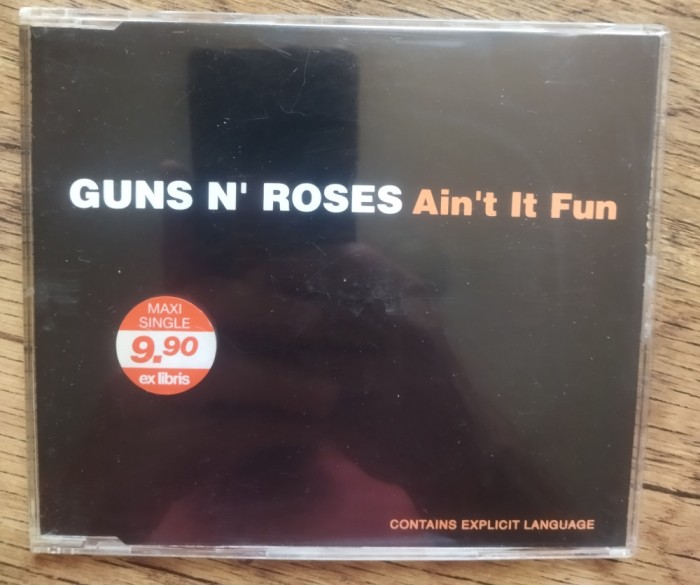 GUNS N' ROSES Ain't It Fun
MAXI
SINGLE
9.90
ex libris
CONTAINS EXPLICIT LANGUAGE